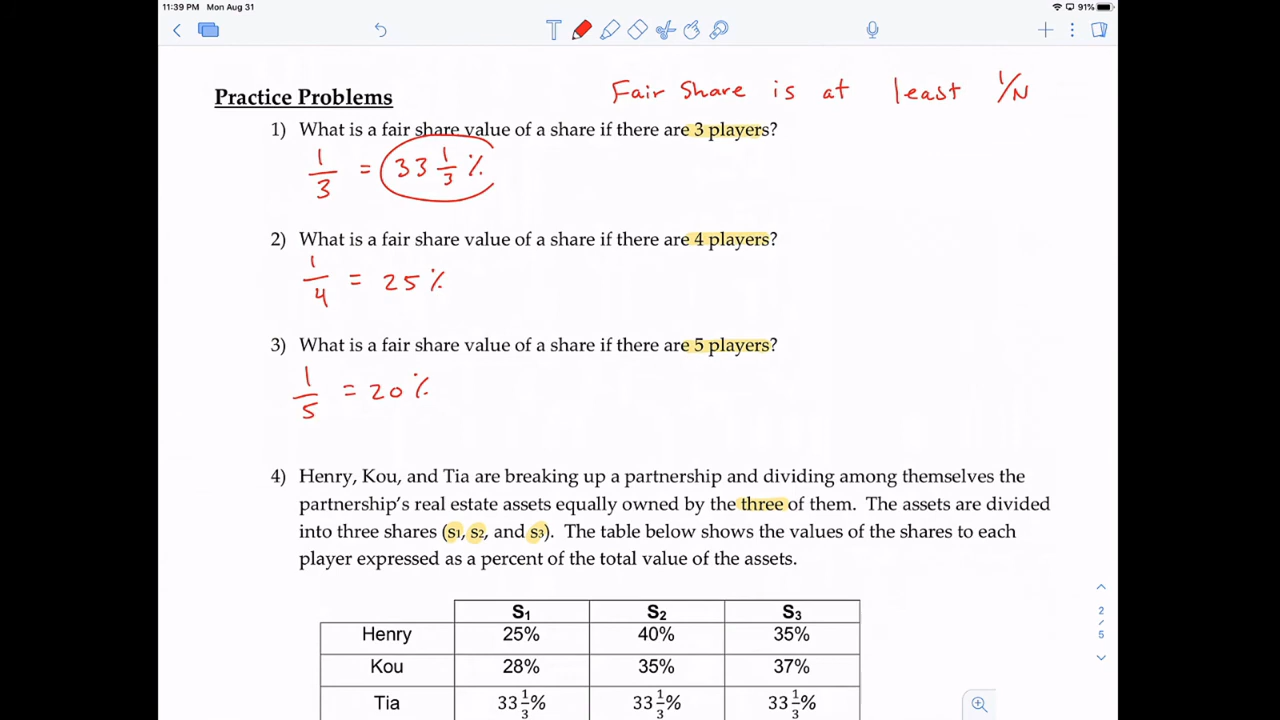 11:39 PM Mon Aug 31 91%
T
Fair Share is at least 1/N
Practice Problems
1) What is a fair share value of a share if there are 3 players?
1/3 = 33 1/3 %
2) What is a fair share value of a share if there are 4 players?
1/4 = 25%
3) What is a fair share value of a share if there are 5 players?
1/5 = 20%
4) Henry, Kou, and Tia are breaking up a partnership and dividing among themselves the
partnership's real estate assets equally owned by the three of them. The assets are divided
into three shares (s1, s2, and s3). The table below shows the values of the shares to each
player expressed as a percent of the total value of the assets.
S1 S2 S3
Henry 25% 40% 35%
Kou 28% 35% 37%
Tia 33 1/3% 33 1/3% 33 1/3%
2
/
5